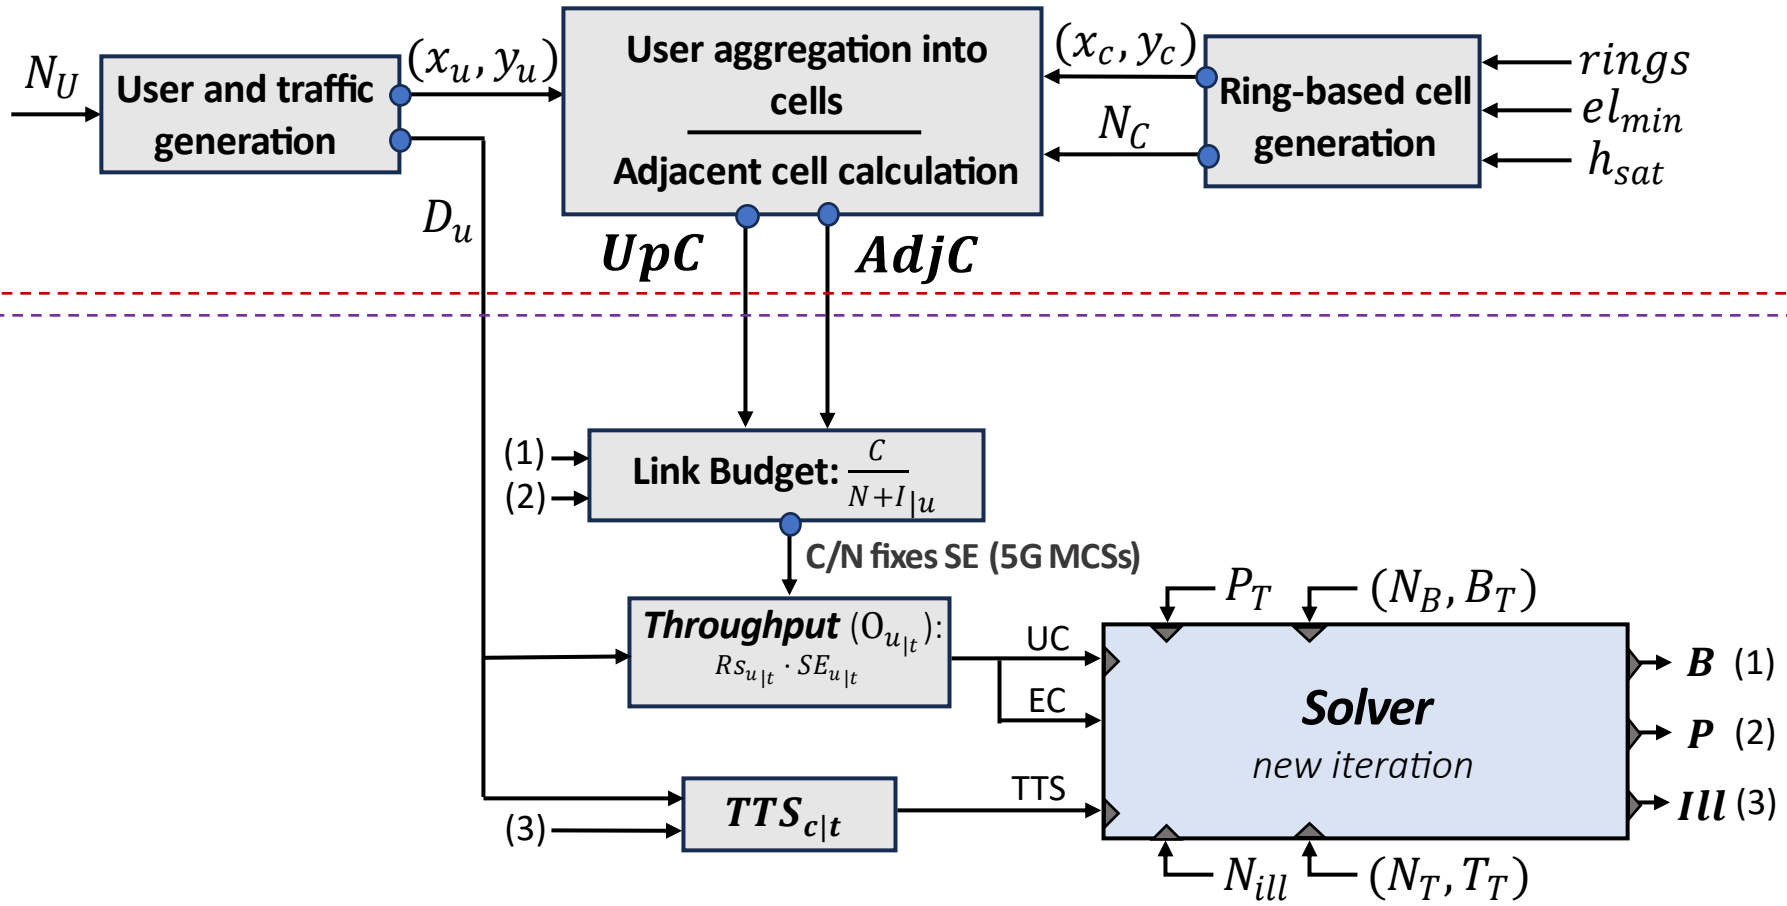 N_U
User and traffic
generation
(x_u, y_u)
User aggregation into
cells
Adjacent cell calculation
(x_c, y_c)
N_C
Ring-based cell
generation
rings
el_min
h_sat
D_u
UpC
AdjC
(1)
(2)
Link Budget: C/(N+I)|u
C/N fixes SE (5G MCSs)
Throughput (O_u|t):
Rs_u|t · SE_u|t
UC
EC
TTS
(3)
TTS_c|t
P_T
(N_B, B_T)
Solver
new iteration
N_ill
(N_T, T_T)
B (1)
P (2)
Ill (3)